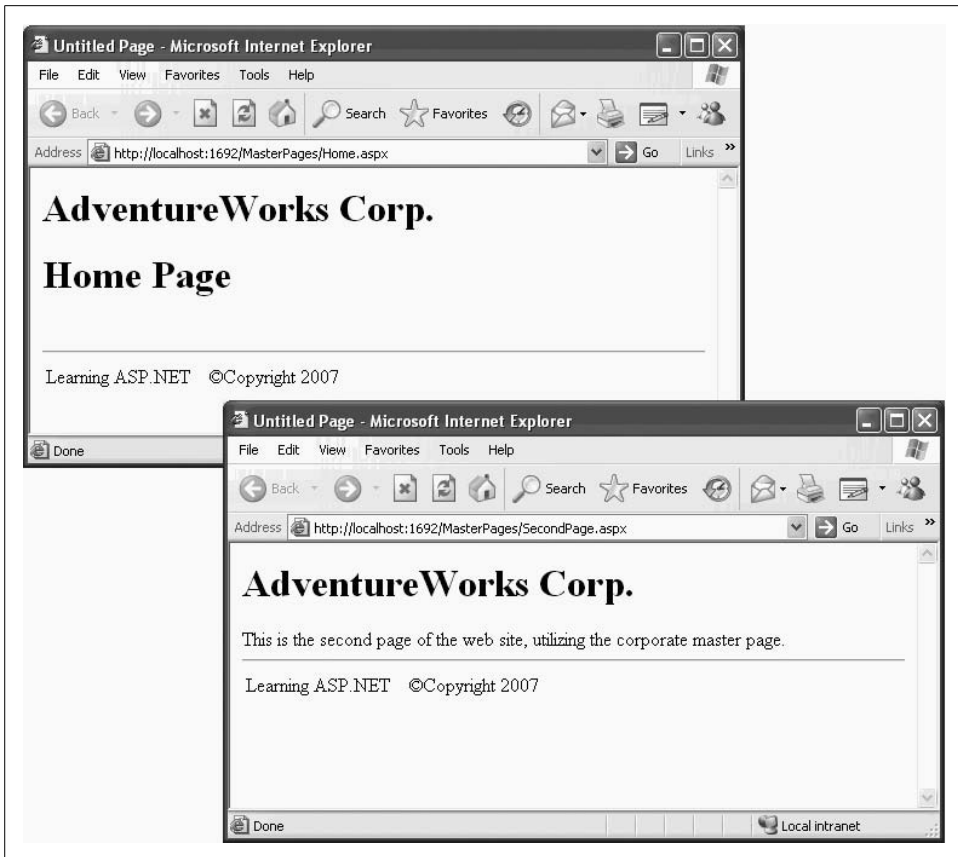 Untitled Page - Microsoft Internet Explorer
File Edit View Favorites Tools Help
Back Search Favorites
Address http://localhost:1692/MasterPages/Home.aspx Go Links »
AdventureWorks Corp.
Home Page
Learning ASP.NET ©Copyright 2007
Done
Untitled Page - Microsoft Internet Explorer
File Edit View Favorites Tools Help
Back Search Favorites
Address http://localhost:1692/MasterPages/SecondPage.aspx Go Links »
AdventureWorks Corp.
This is the second page of the web site, utilizing the corporate master page.
Learning ASP.NET ©Copyright 2007
Done Local intranet